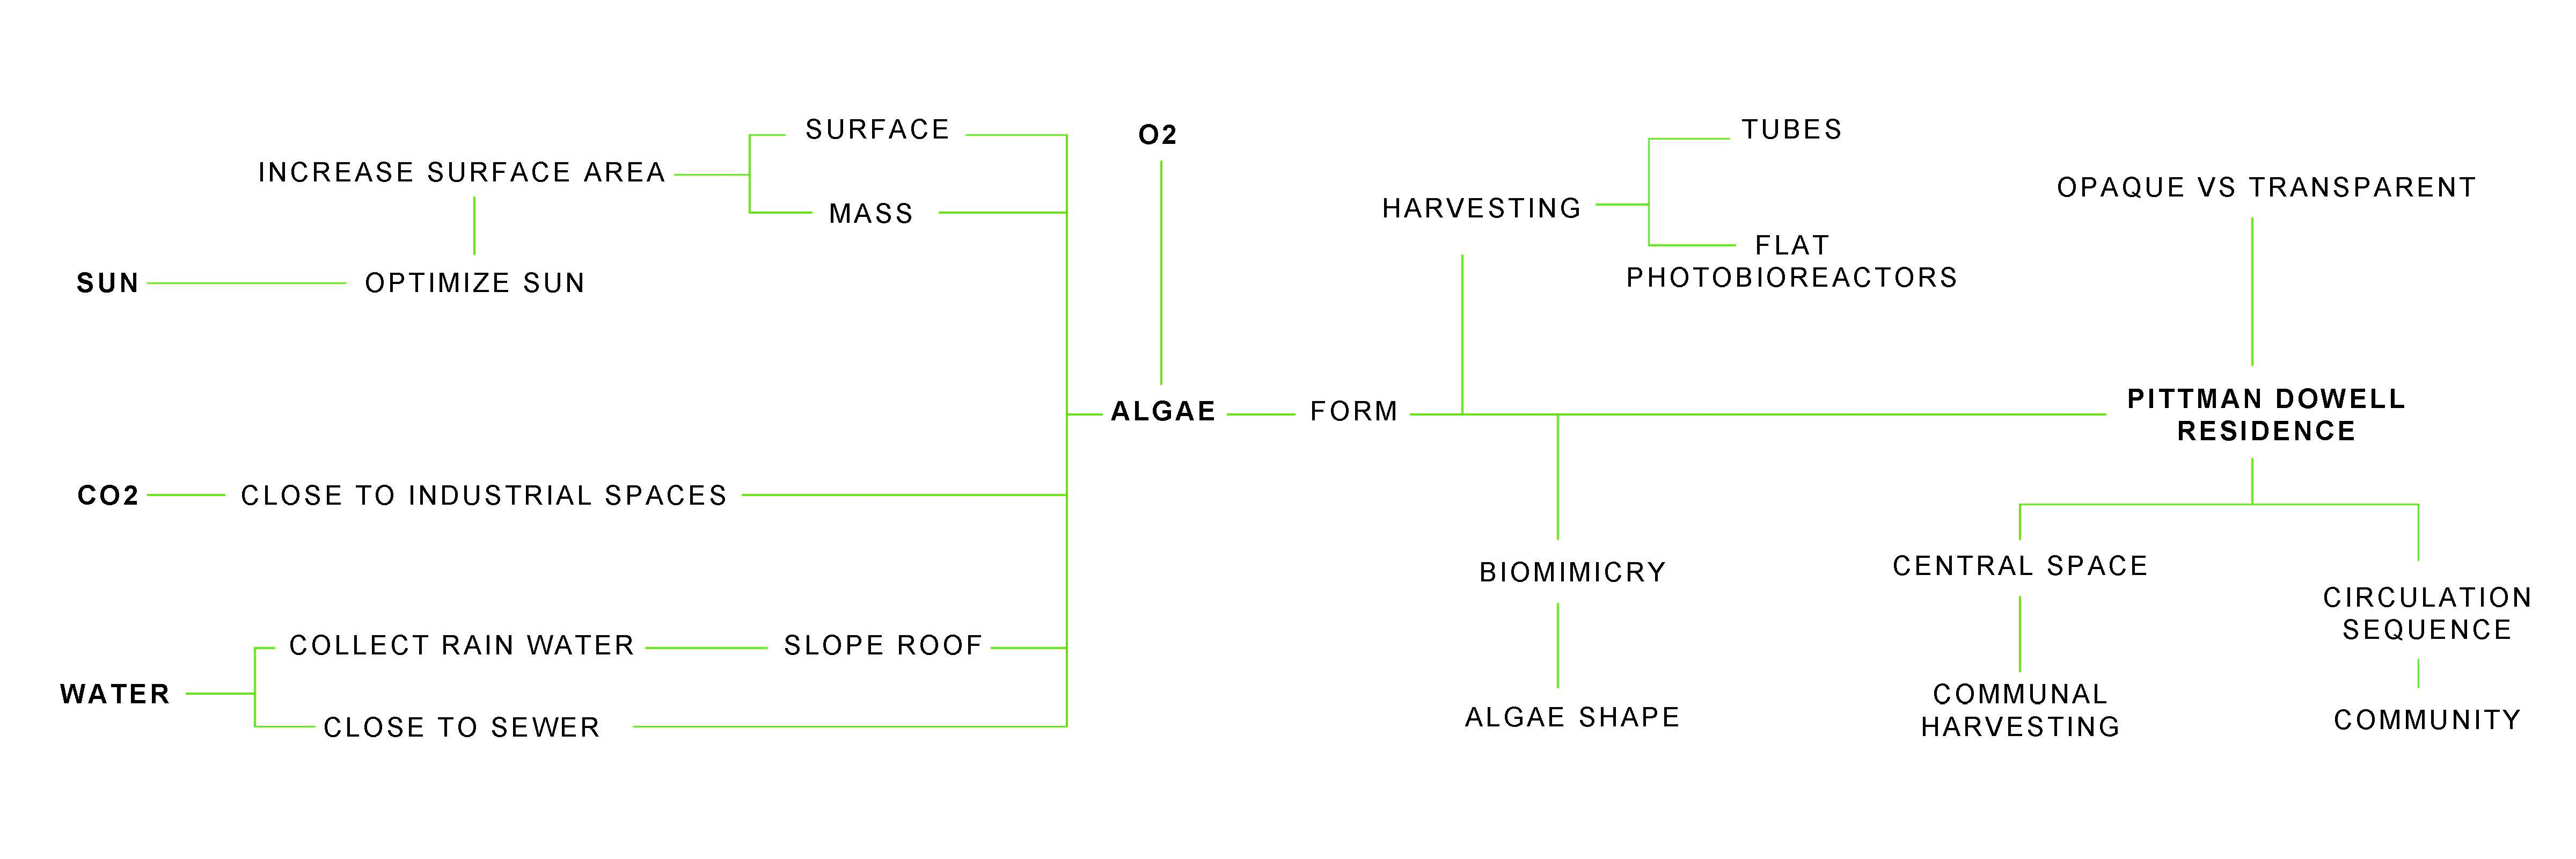 SURFACE
O2
TUBES
INCREASE SURFACE AREA
OPAQUE VS TRANSPARENT
MASS
HARVESTING
FLAT
PHOTOBIOREACTORS
SUN
OPTIMIZE SUN
ALGAE
FORM
PITTMAN DOWELL
RESIDENCE
CO2
CLOSE TO INDUSTRIAL SPACES
BIOMIMICRY
CENTRAL SPACE
CIRCULATION
SEQUENCE
COLLECT RAIN WATER
SLOPE ROOF
WATER
CLOSE TO SEWER
ALGAE SHAPE
COMMUNAL
HARVESTING
COMMUNITY